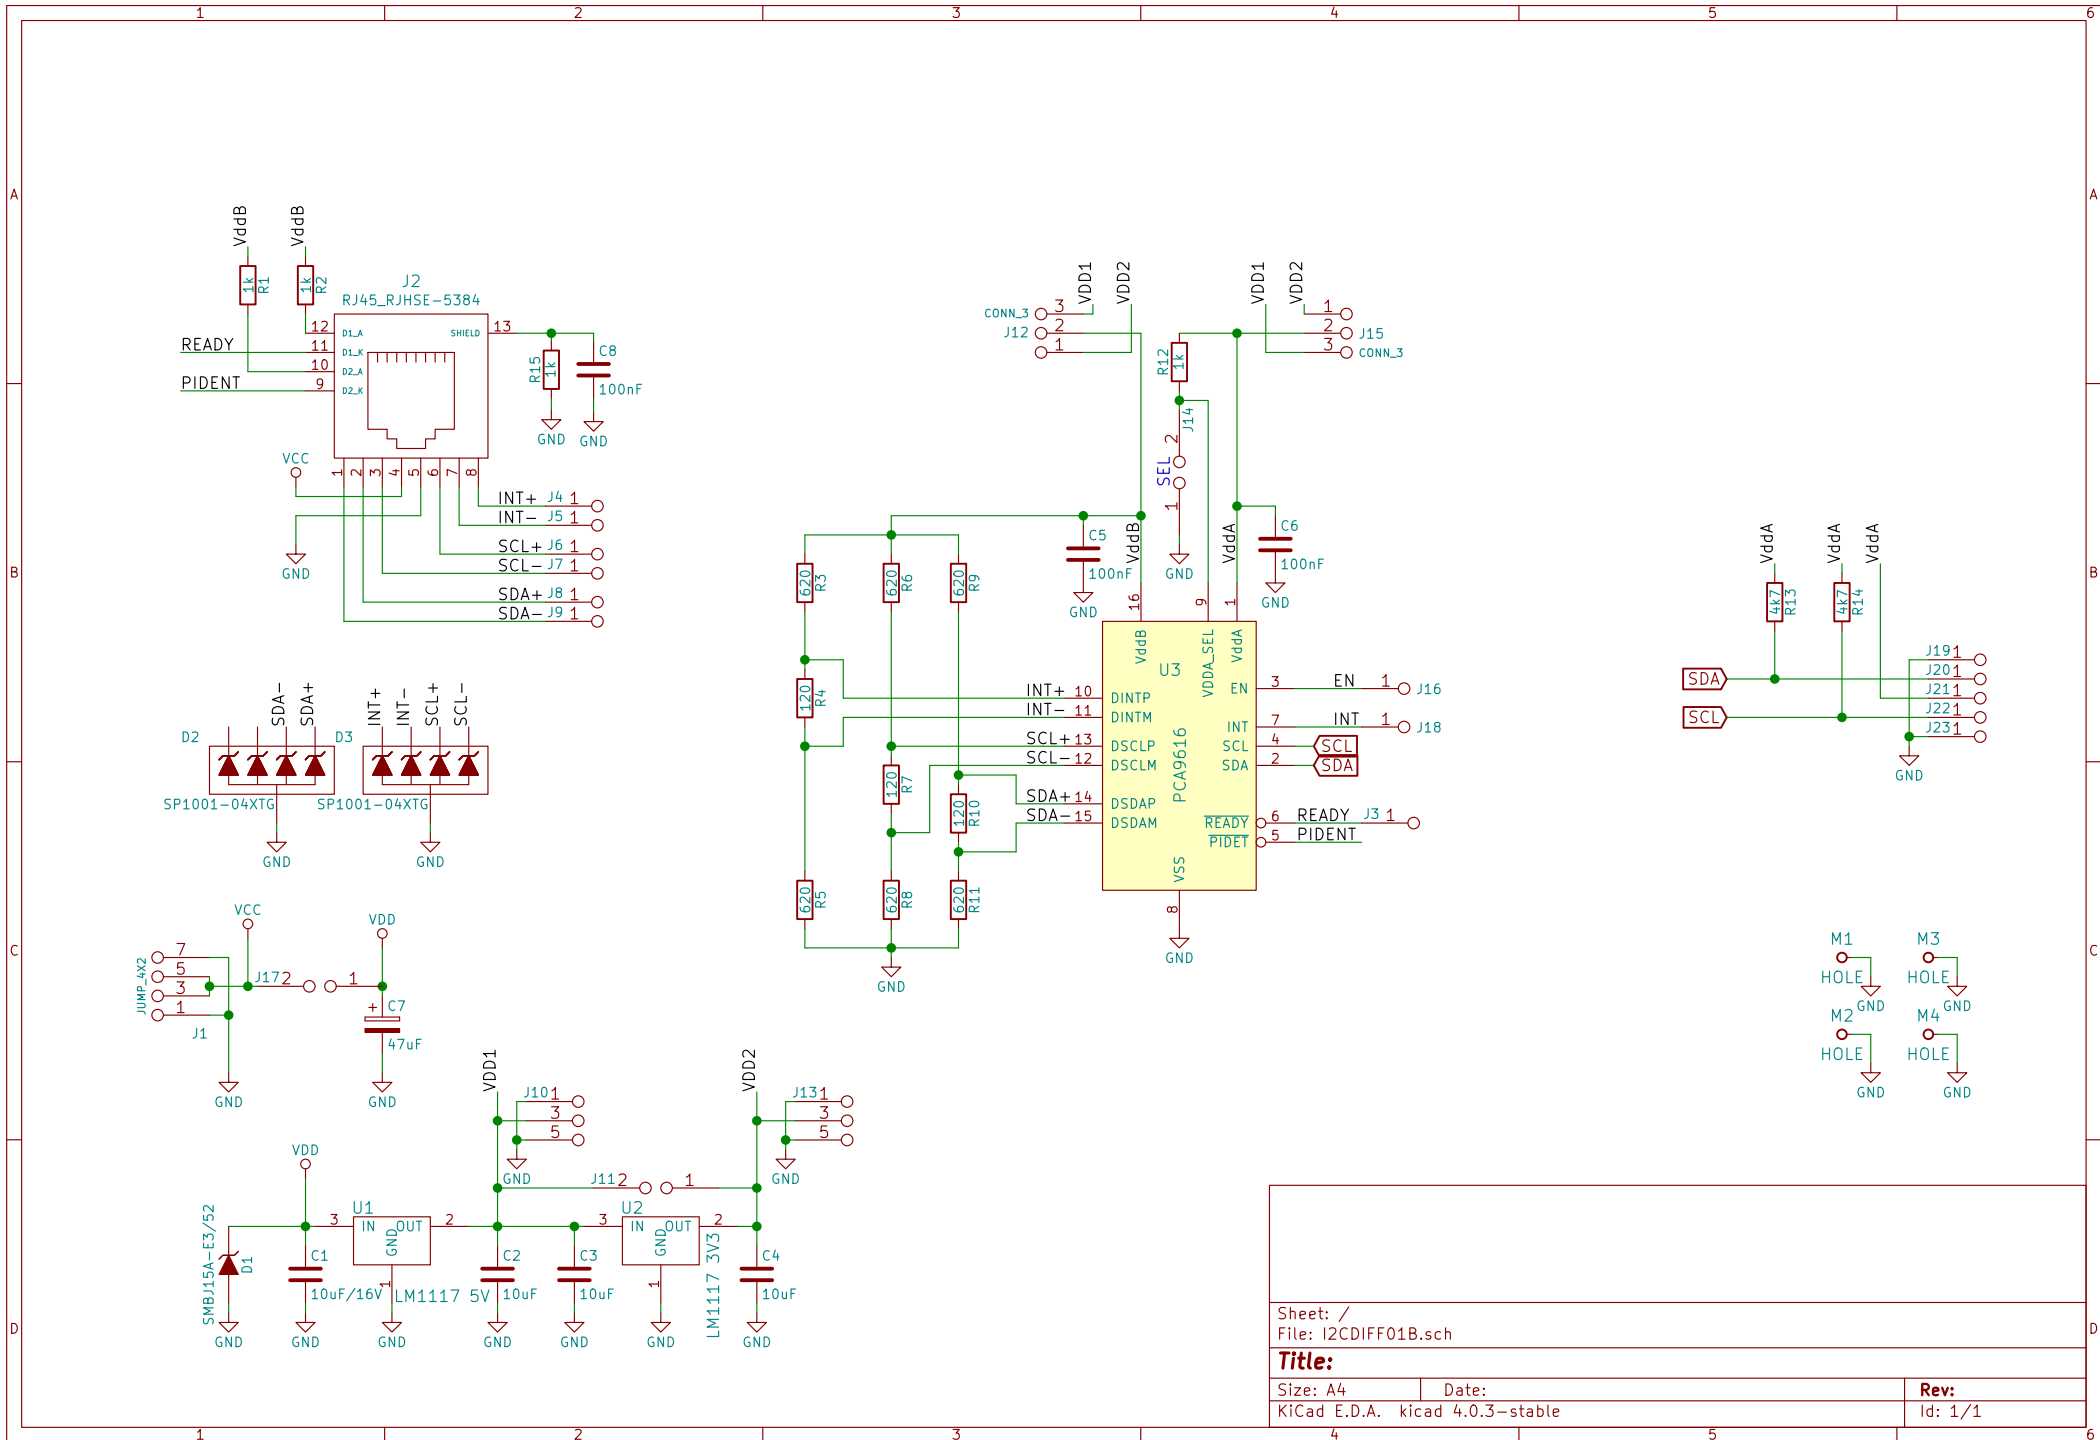 1 2 3 4 5 6
A A
B B
C C
D D
1 2 3 4 5 6
VddB VddB
1k R1 1k R2
J2
RJ45_RJHSE-5384
12 D1_A SHIELD 13
READY 11 D1_K
10 D2_A
PIDENT 9 D2_K
R15 1k
C8
100nF
GND GND
VCC
1 2 3 4 5 6 7 8
INT+ J4 1
INT- J5 1
SCL+ J6 1
SCL- J7 1
SDA+ J8 1
SDA- J9 1
GND
SDA- SDA+ INT+ INT- SCL+ SCL-
D2 D3
SP1001-04XTG SP1001-04XTG
GND GND
VCC VDD
JUMP_4X2
7
5
3
1
J1
J17 2 1
+ C7
47uF
GND GND
VDD1 VDD2
J10 1
3
5
GND
J13 1
3
5
GND
J11 2 1
VDD
SMBJ15A-E3/52
D1
C1
10uF/16V
U1
3 IN OUT 2
GND
1
LM1117 5V
C2
10uF
C3
10uF
U2
3 IN OUT 2
GND
1
LM1117 3V3
C4
10uF
GND GND GND GND GND GND GND
VDD1 VDD2
CONN_3 3
J12 2
1
VDD1 VDD2
1
2 J15
3 CONN_3
R12 1k
J14
2
SEL
1
GND
C5
100nF
GND
VddB
VddA
C6
100nF
GND
620 R3 620 R6 620 R9
120 R4
120 R7
120 R10
620 R5 620 R8 620 R11
GND
16 9 1
VddB VDDA_SEL VddA
U3
PCA9616
INT+ 10 DINTP
INT- 11 DINTM
SCL+ 13 DSCLP
SCL- 12 DSCLM
SDA+ 14 DSDAP
SDA- 15 DSDAM
EN 3 EN 1 J16
INT 7 INT 1 J18
SCL 4 SCL
SDA 2 SDA
READY 6 READY J3 1
PIDET 5 PIDENT
VSS
8
GND
VddA VddA VddA
4k7 R13 4k7 R14
SDA
SCL
J19 1
J20 1
J21 1
J22 1
J23 1
GND
M1 M3
HOLE HOLE
GND GND
M2 M4
HOLE HOLE
GND GND
Sheet: /
File: I2CDIFF01B.sch
Title:
Size: A4 Date: Rev:
KiCad E.D.A. kicad 4.0.3-stable Id: 1/1